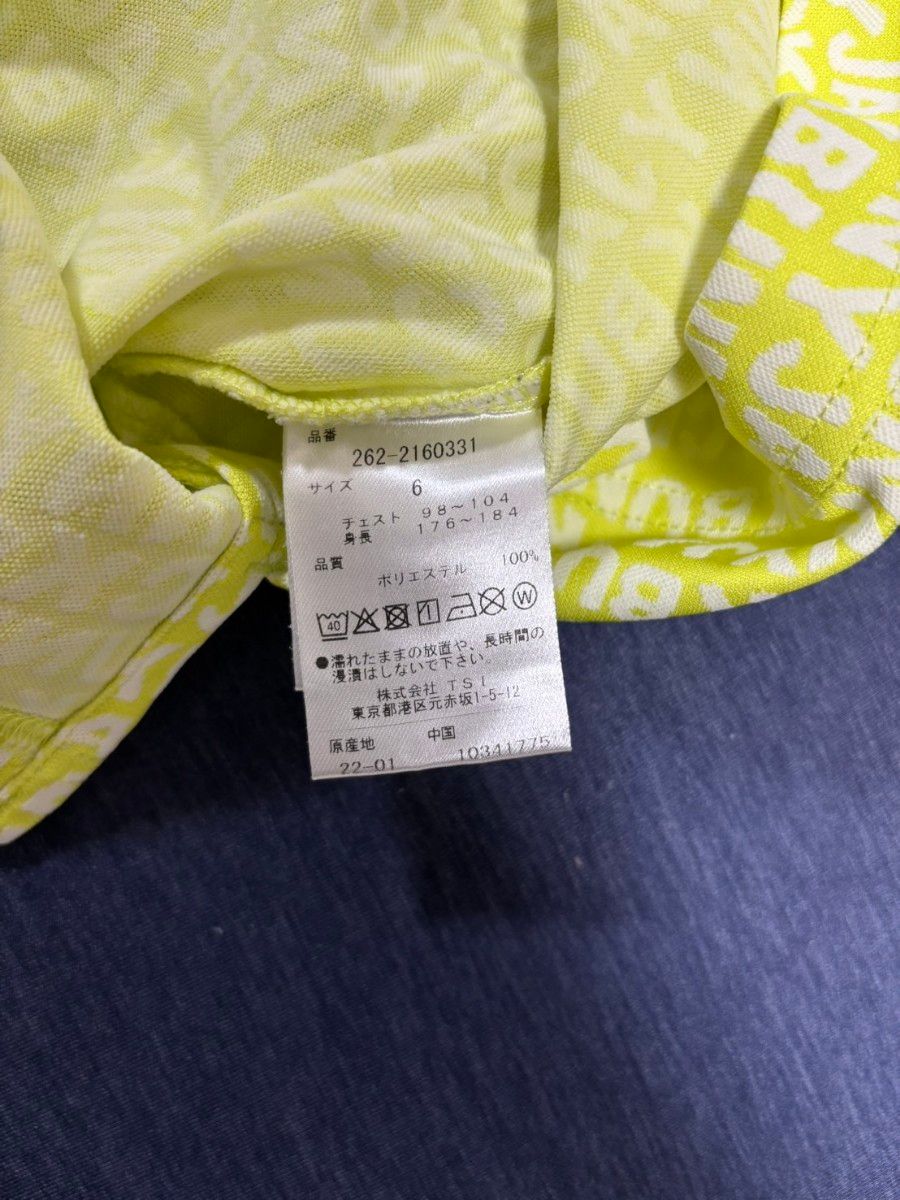 品番
262-2160331
サイズ 6
チェスト 98～104
身長 176～184
品質
ポリエステル 100%
40
W
●濡れたままの放置や、長時間の
浸漬はしないで下さい。
株式会社 TSI
東京都港区元赤坂1-5-12
原産地 中国
22-01 10341775